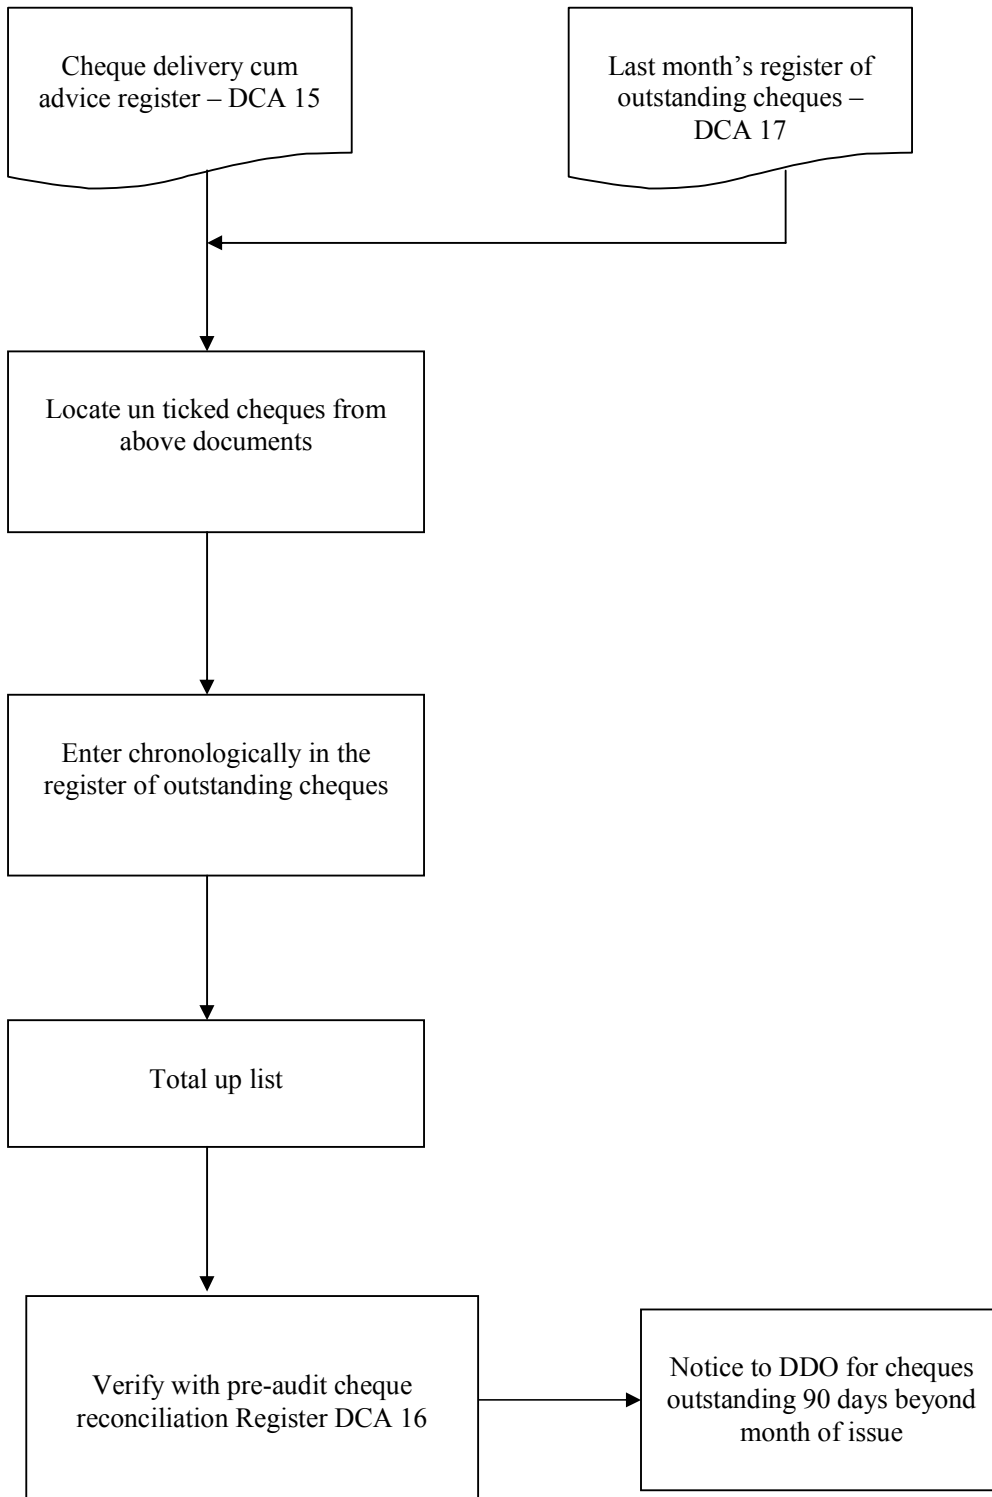 Cheque delivery cum
advice register – DCA 15
Last month’s register of
outstanding cheques –
DCA 17
Locate un ticked cheques from
above documents
Enter chronologically in the
register of outstanding cheques
Total up list
Verify with pre-audit cheque
reconciliation Register DCA 16
Notice to DDO for cheques
outstanding 90 days beyond
month of issue